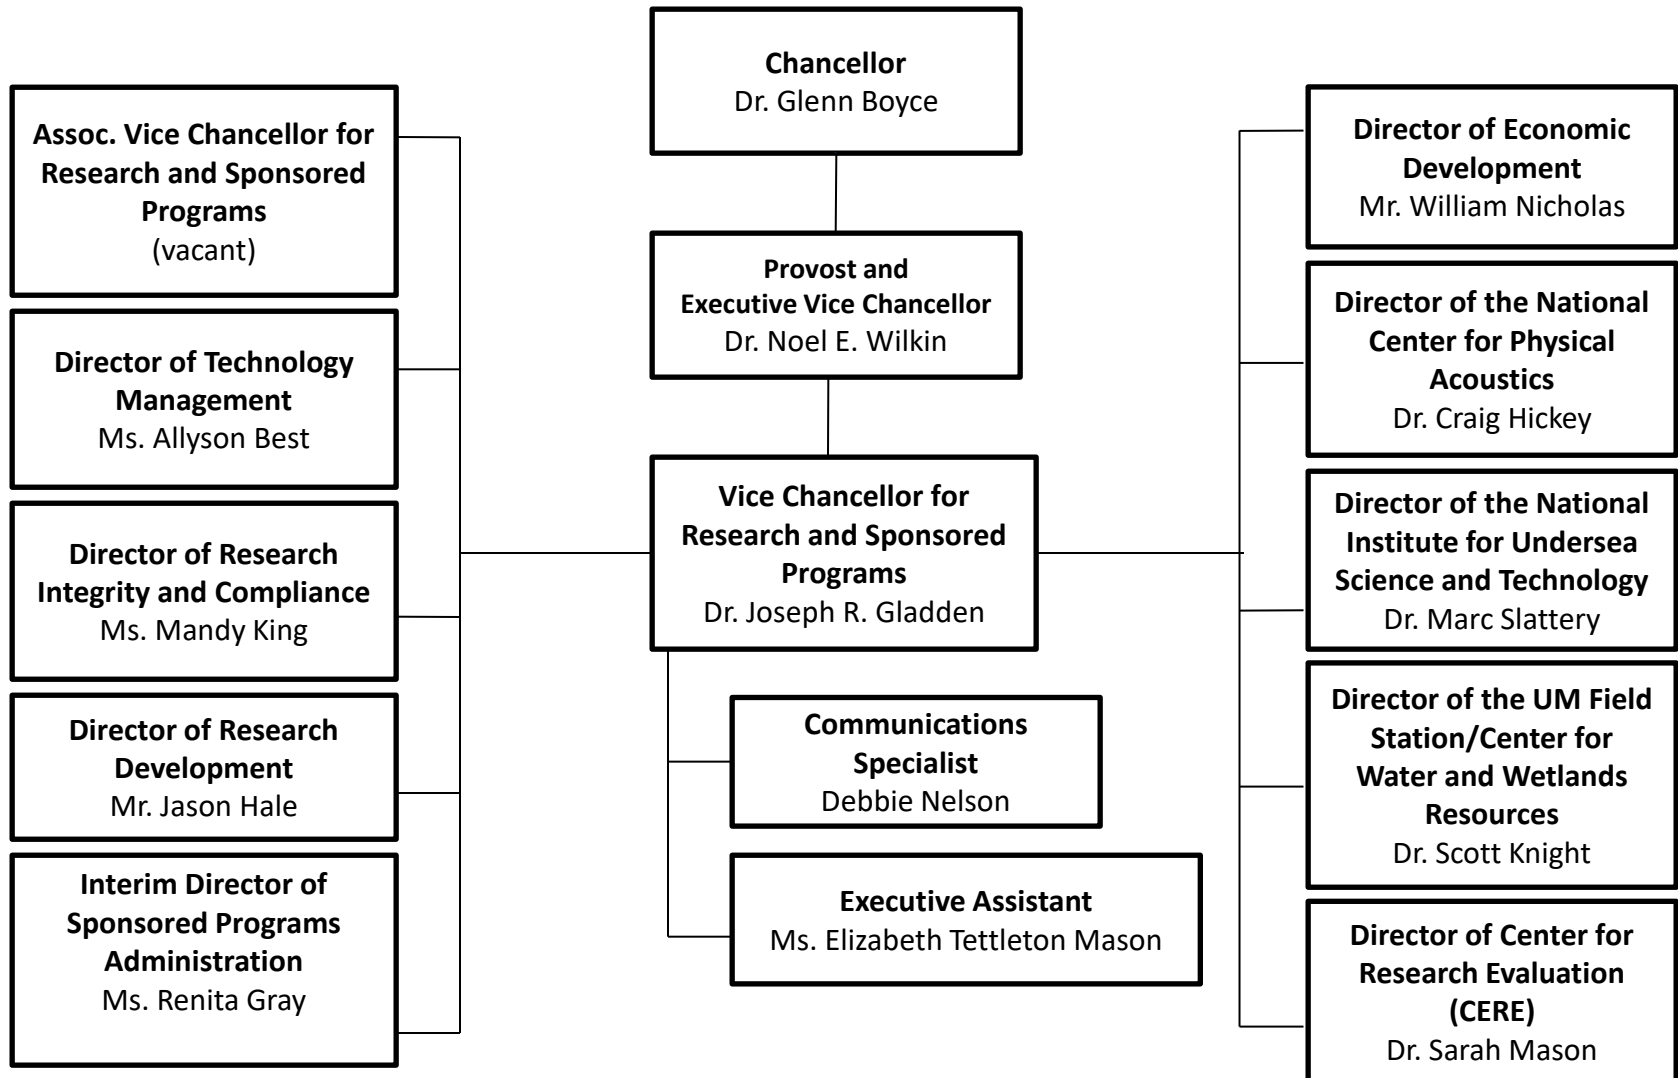 Chancellor
Dr. Glenn Boyce
Provost and
Executive Vice Chancellor
Dr. Noel E. Wilkin
Vice Chancellor for
Research and Sponsored
Programs
Dr. Joseph R. Gladden
Communications
Specialist
Debbie Nelson
Executive Assistant
Ms. Elizabeth Tettleton Mason
Assoc. Vice Chancellor for
Research and Sponsored
Programs
(vacant)
Director of Technology
Management
Ms. Allyson Best
Director of Research
Integrity and Compliance
Ms. Mandy King
Director of Research
Development
Mr. Jason Hale
Interim Director of
Sponsored Programs
Administration
Ms. Renita Gray
Director of Economic
Development
Mr. William Nicholas
Director of the National
Center for Physical
Acoustics
Dr. Craig Hickey
Director of the National
Institute for Undersea
Science and Technology
Dr. Marc Slattery
Director of the UM Field
Station/Center for
Water and Wetlands
Resources
Dr. Scott Knight
Director of Center for
Research Evaluation
(CERE)
Dr. Sarah Mason